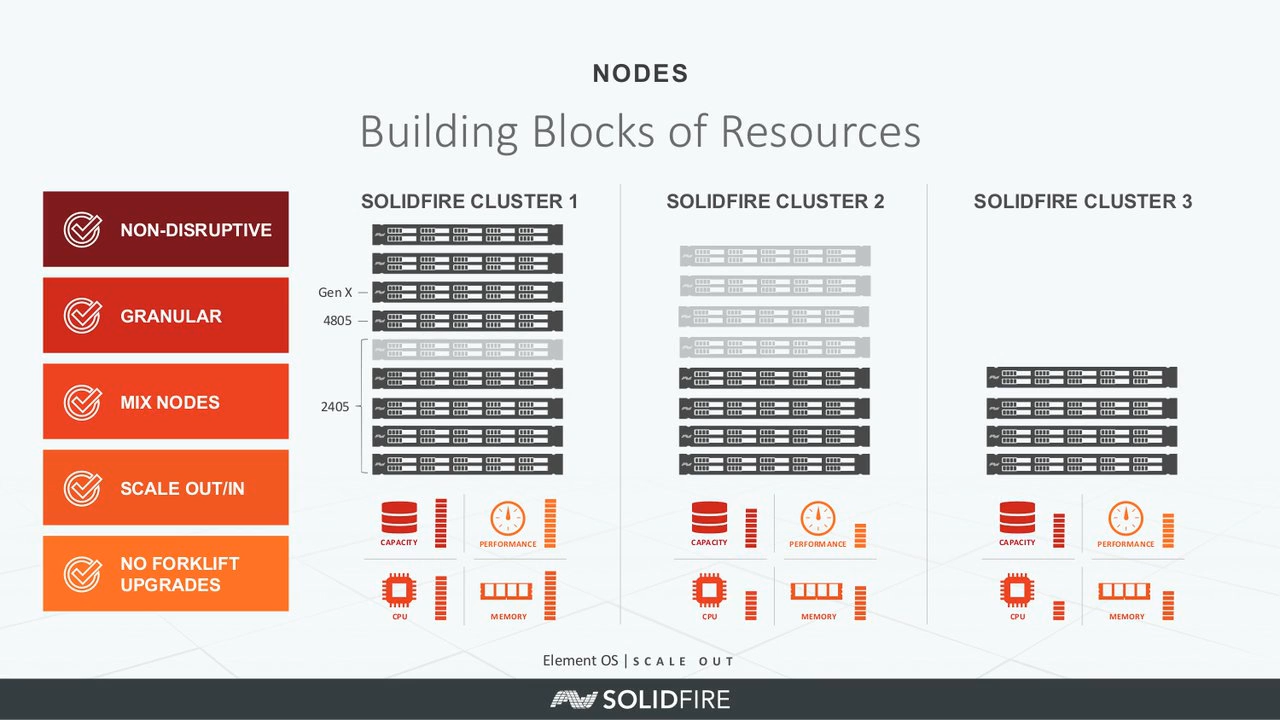 NODES
Building Blocks of Resources
NON-DISRUPTIVE
GRANULAR
MIX NODES
SCALE OUT/IN
NO FORKLIFT
UPGRADES
SOLIDFIRE CLUSTER 1
Gen X
4805
2405
CAPACITY
PERFORMANCE
CPU
MEMORY
SOLIDFIRE CLUSTER 2
CAPACITY
PERFORMANCE
CPU
MEMORY
SOLIDFIRE CLUSTER 3
CAPACITY
PERFORMANCE
CPU
MEMORY
Element OS | SCALE OUT
SOLIDFIRE